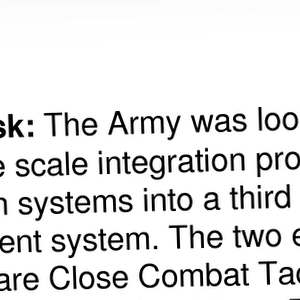 sk: The Army was loo
e scale integration pro
n systems into a third
ent system. The two e
are Close Combat Tac